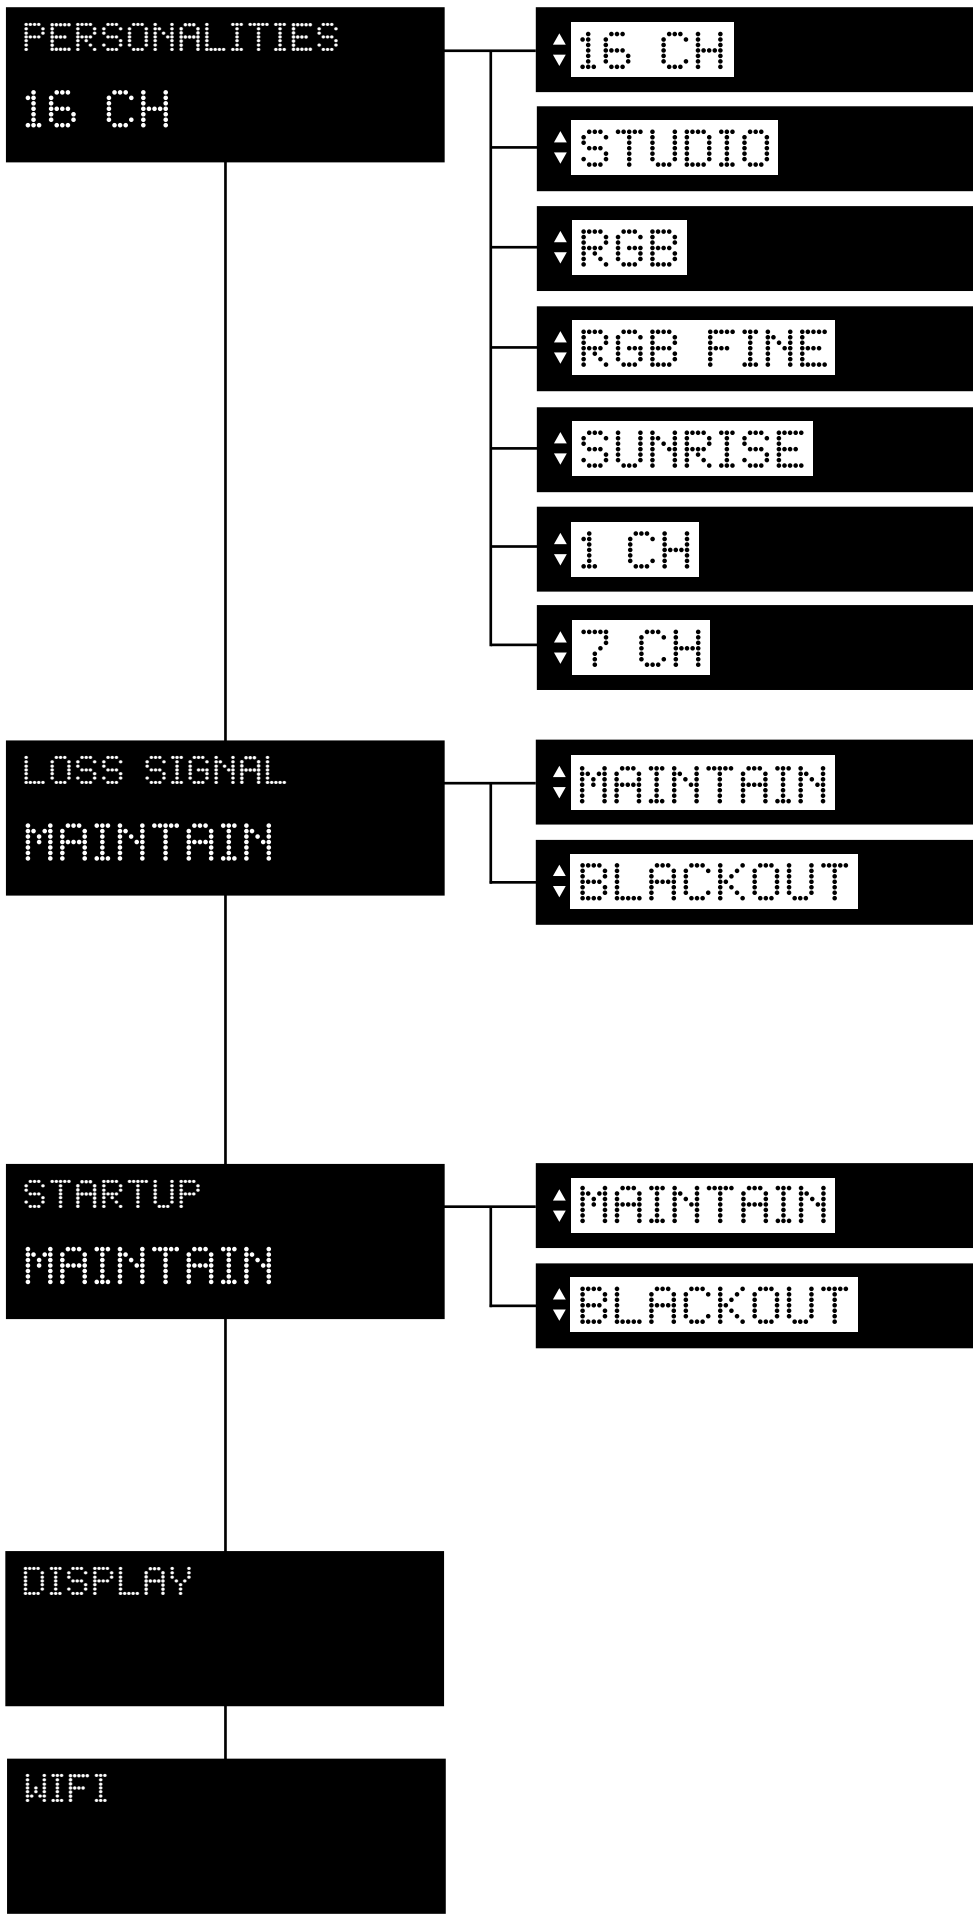 PERSONALITIES
16 CH
16 CH
STUDIO
RGB
RGB FINE
SUNRISE
1 CH
7 CH
LOSS SIGNAL
MAINTAIN
MAINTAIN
BLACKOUT
STARTUP
MAINTAIN
MAINTAIN
BLACKOUT
DISPLAY
WIFI